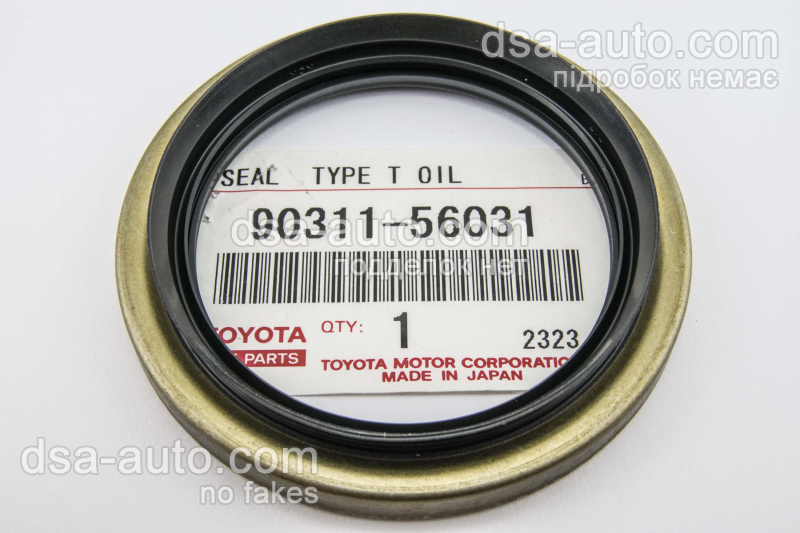 dsa-auto.com
підробок немає
SEAL TYPE T OIL
90311-56031
dsa-auto.com
подделок нет
TOYOTA
PARTS
QTY: 1
2323
TOYOTA MOTOR CORPORATION
MADE IN JAPAN
dsa-auto.com
no fakes